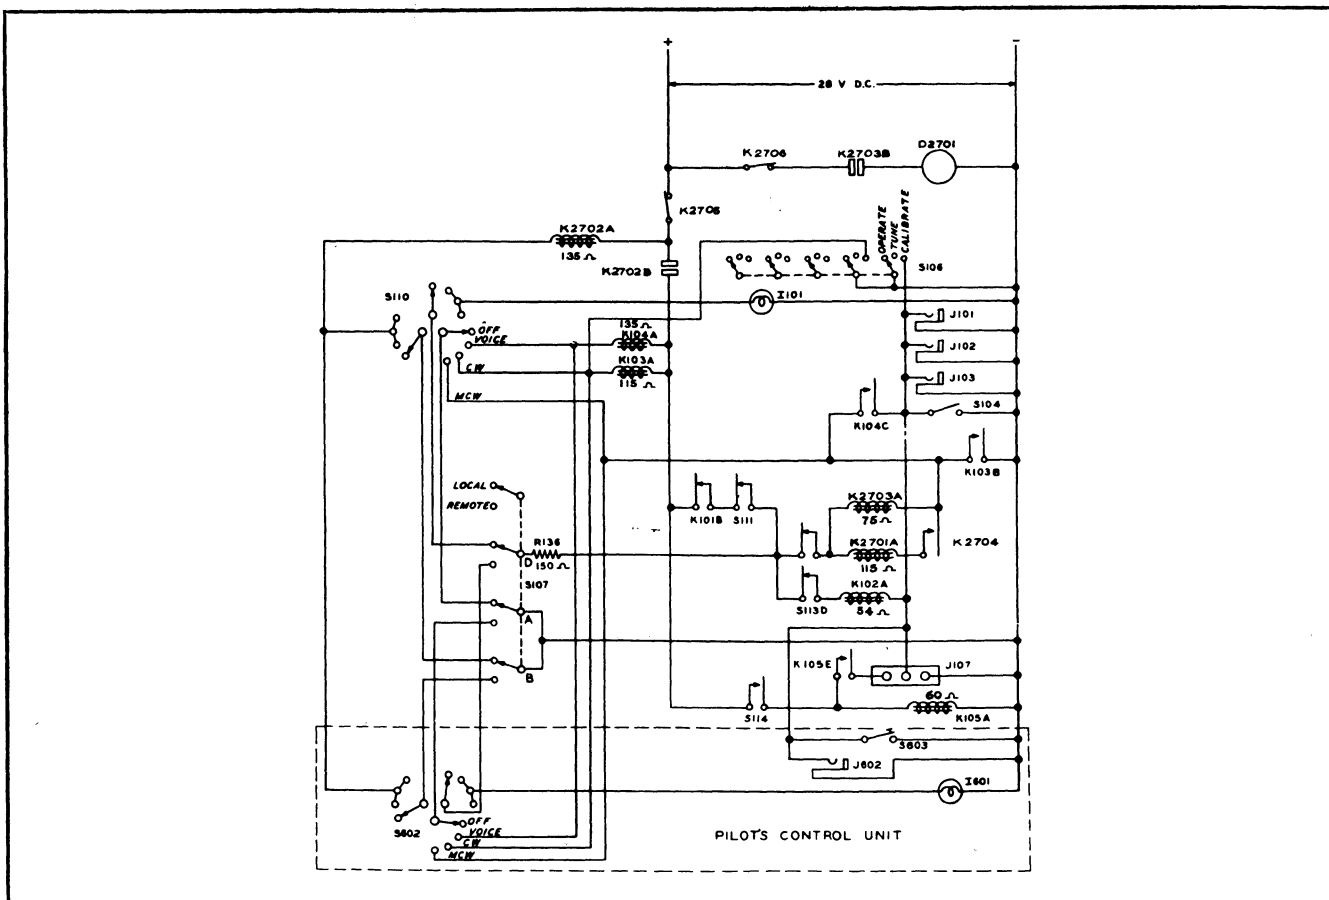 + −
28 V D.C.
K2706 K2703B D2701
K2705
K2702A
135 Ω
K2702B
OPERATE
TUNE
CALIBRATE
S106
S110
I101
J101
135 Ω
K104A
OFF
VOICE
J102
K103A
115 Ω
CW
J103
MCW
S104
K104C
K103B
LOCAL
REMOTE
K2703A
75 Ω
K101B S111
R136
150 Ω
D
K2701A
115 Ω
K2704
S107
K102A
54 Ω
S113D
A
K105E
J107
B
60 Ω
K105A
S114
S603
J602
I601
S602
OFF
VOICE
CW
MCW
PILOT'S CONTROL UNIT